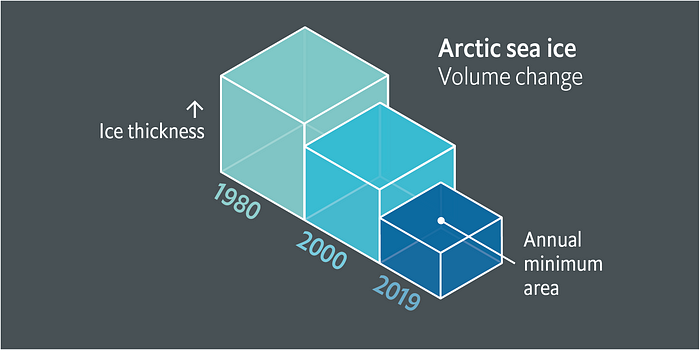 Arctic sea ice
Volume change
↑
Ice thickness
1980
2000
2019
Annual
minimum
area